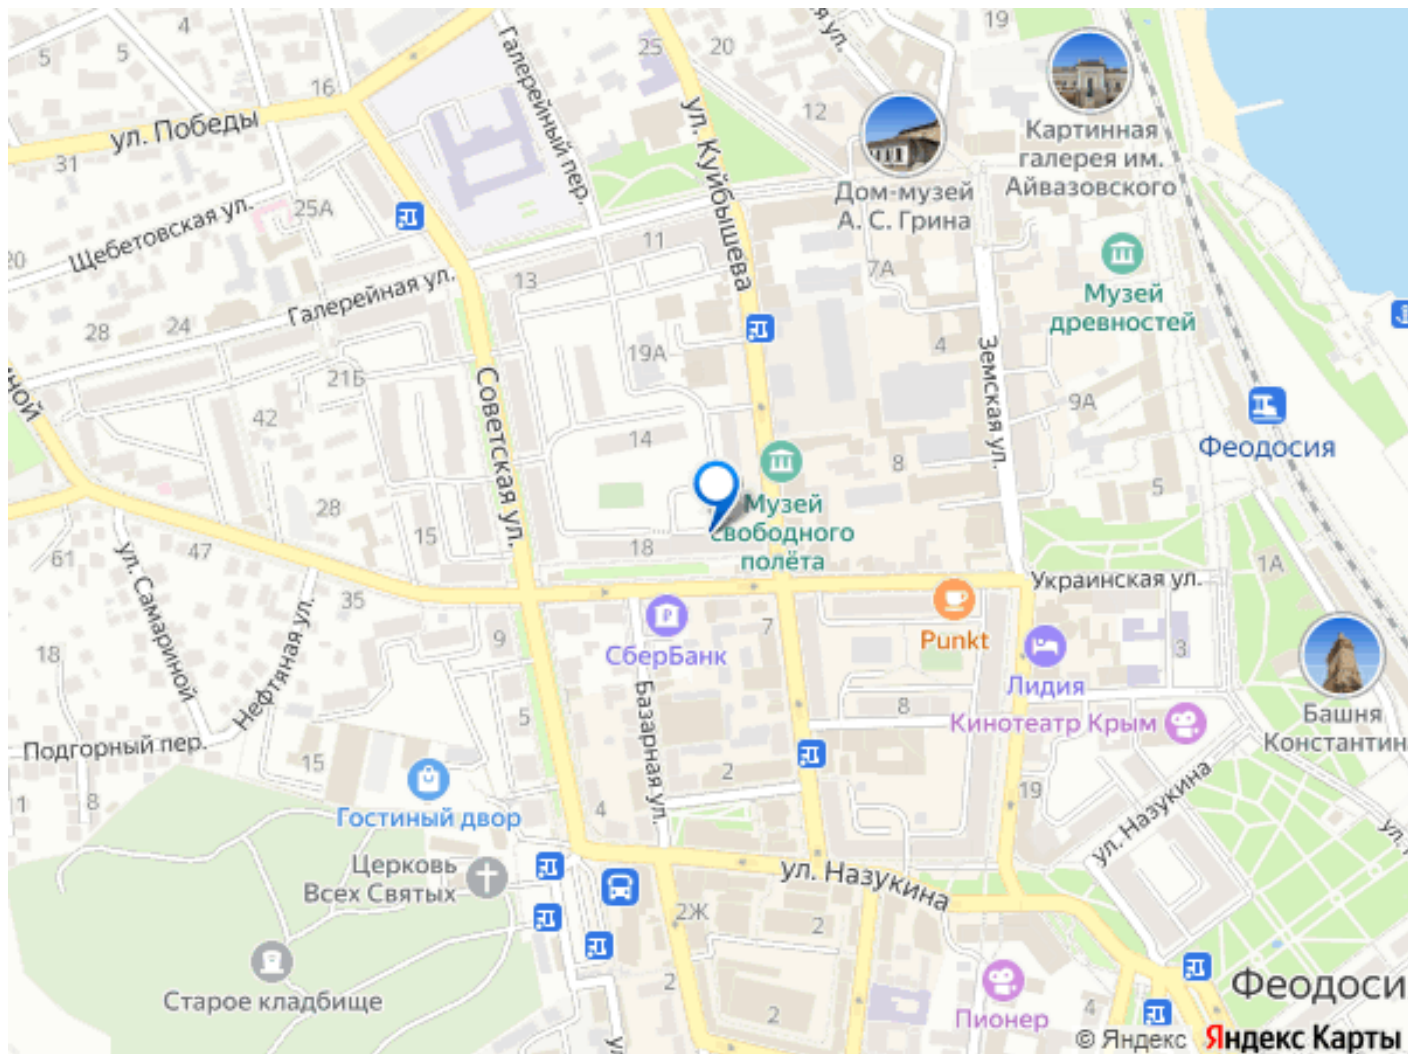 4
5
5
19
25
20
16
12
31
ул. Победы
Галерейный пер.
ул. Куйбышева
ул.
Картинная
галерея им.
Айвазовского
Дом-музей
А. С. Грина
25А
Щебетовская ул.
20
11
7А
13
Галерейная ул.
Музей
древностей
28
24
19А
4
21Б
Земская ул.
9А
ной
42
Советская ул.
14
8
Феодосия
5
28
Музей
свободного
полёта
15
18
61
47
1А
ул. Самариной
35
Украинская ул.
Нефтяная ул.
9
7
Punkt
3
СберБанк
18
Лидия
Базарная ул.
5
8
Кинотеатр Крым
Башня
Константин
Подгорный пер.
15
2
11
8
4
19
ул. Назукина
Гостиный двор
ул.
Церковь
Всех Святых
ул. Назукина
2Ж
2
Старое кладбище
2
2
Пионер
4
Феодоси
© Яндекс Яндекс Карты